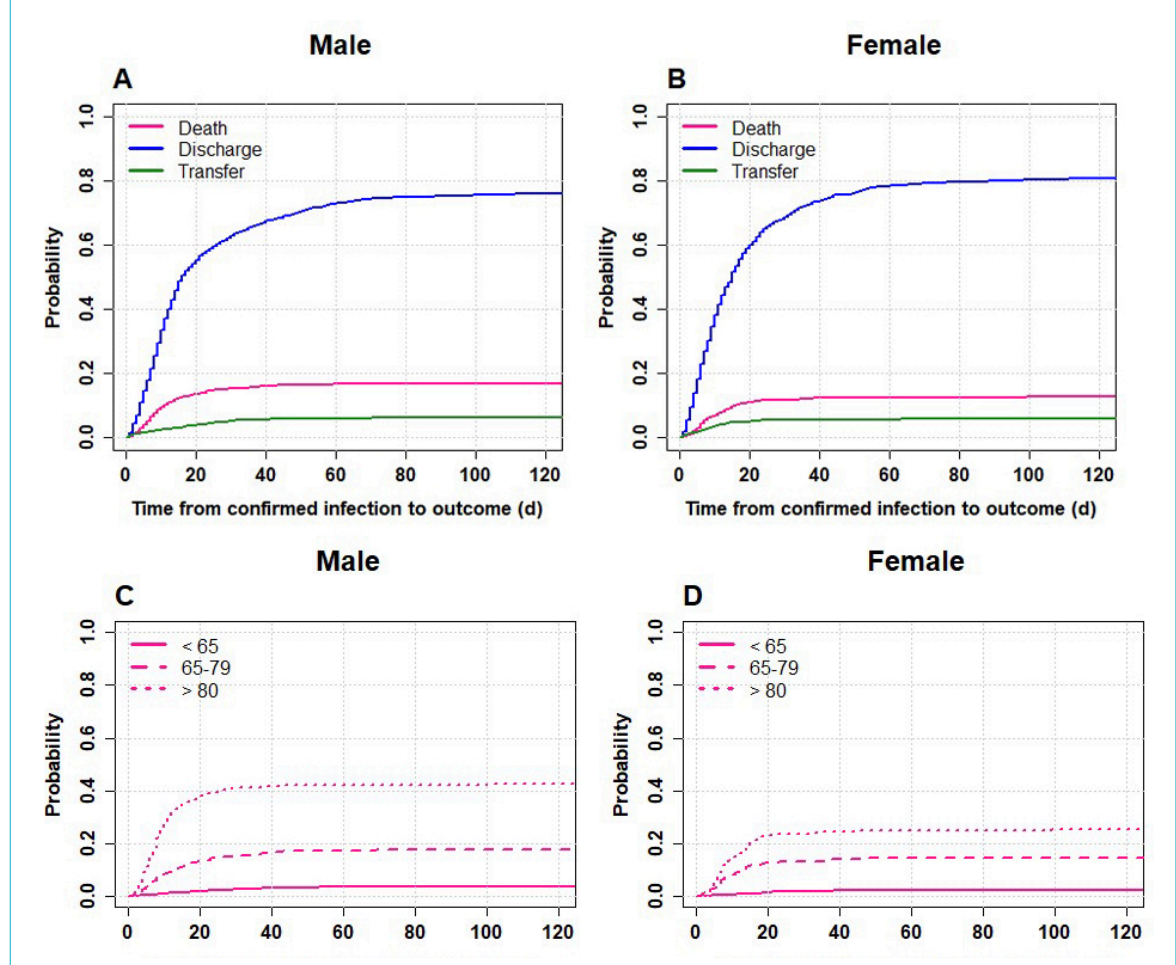 Male
Female
A
B
Death
Discharge
Transfer
Death
Discharge
Transfer
Probability
0.0 0.2 0.4 0.6 0.8 1.0
Probability
0.0 0.2 0.4 0.6 0.8 1.0
0 20 40 60 80 100 120
0 20 40 60 80 100 120
Time from confirmed infection to outcome (d)
Time from confirmed infection to outcome (d)
Male
Female
C
D
< 65
65-79
> 80
< 65
65-79
> 80
Probability
0.0 0.2 0.4 0.6 0.8 1.0
Probability
0.0 0.2 0.4 0.6 0.8 1.0
0 20 40 60 80 100 120
0 20 40 60 80 100 120